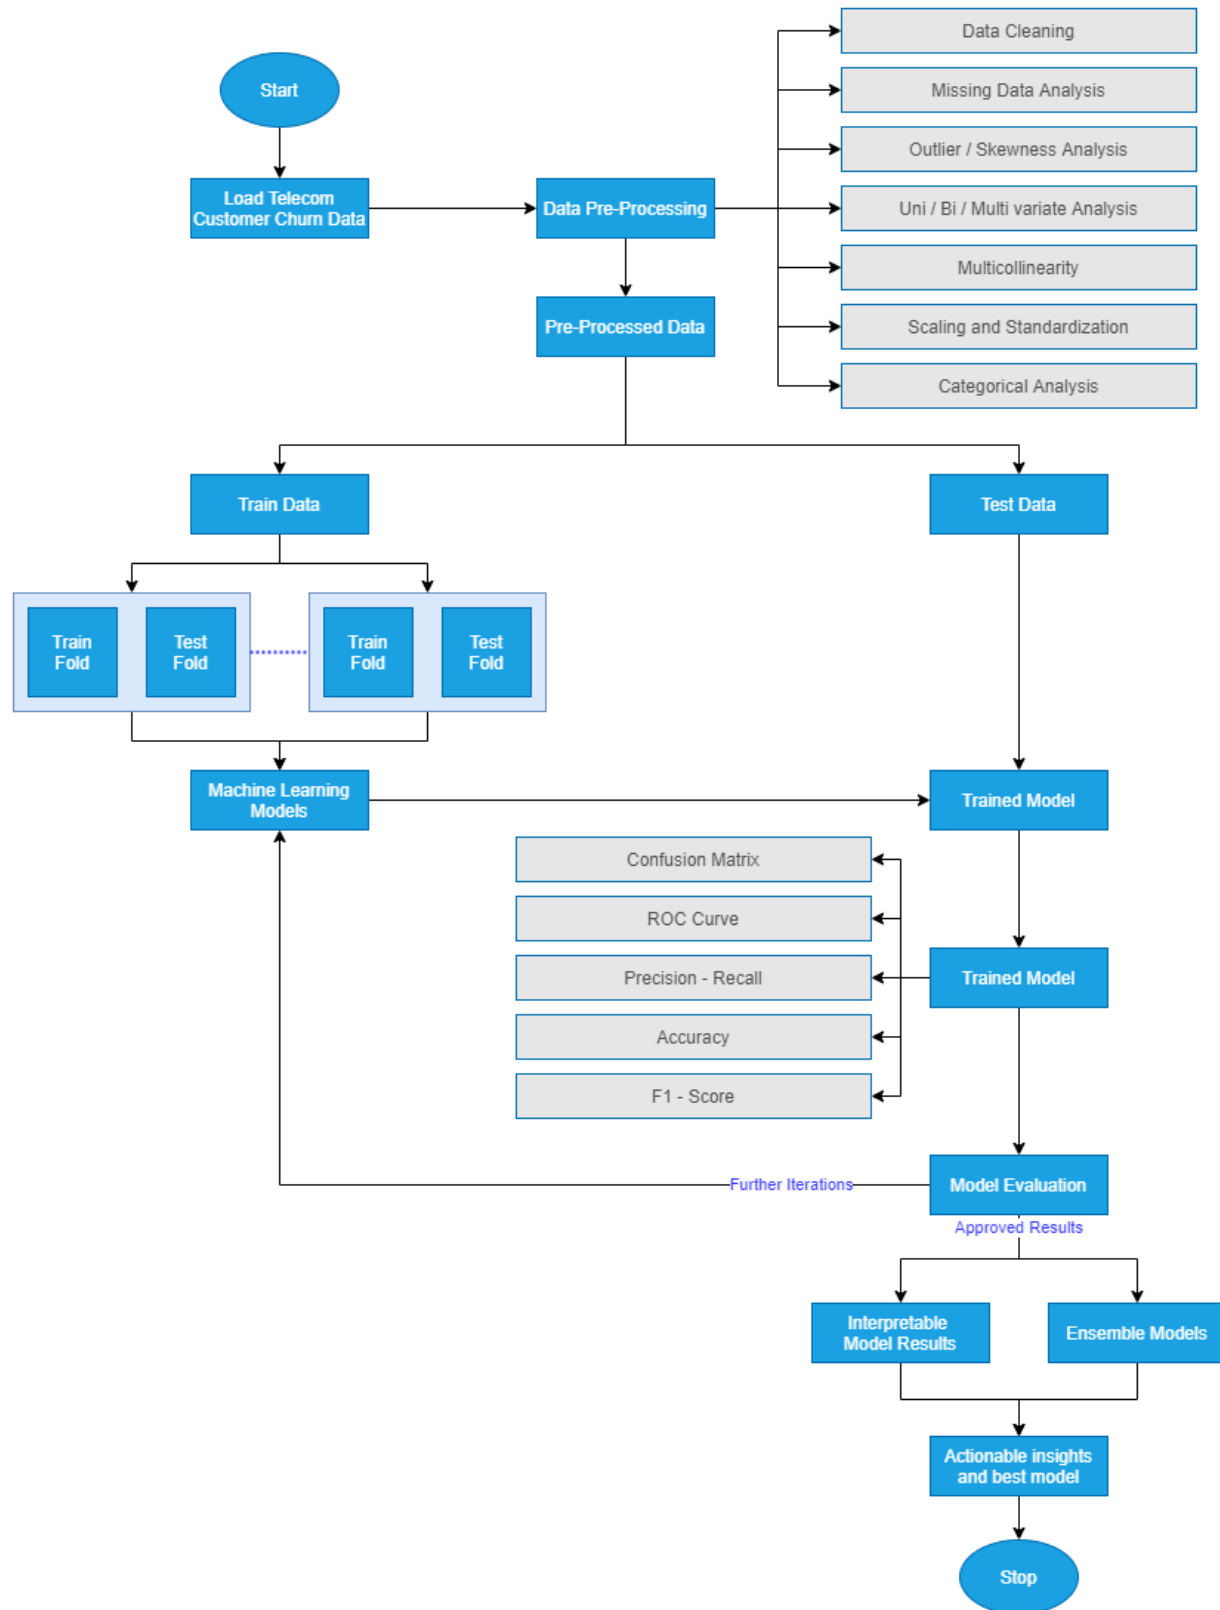 Start
Load Telecom
Customer Churn Data
Data Pre-Processing
Data Cleaning
Missing Data Analysis
Outlier / Skewness Analysis
Uni / Bi / Multi variate Analysis
Multicollinearity
Scaling and Standardization
Categorical Analysis
Pre-Processed Data
Train Data
Test Data
Train
Fold
Test
Fold
Train
Fold
Test
Fold
Machine Learning
Models
Trained Model
Confusion Matrix
ROC Curve
Precision - Recall
Accuracy
F1 - Score
Trained Model
Further Iterations
Model Evaluation
Approved Results
Interpretable
Model Results
Ensemble Models
Actionable insights
and best model
Stop